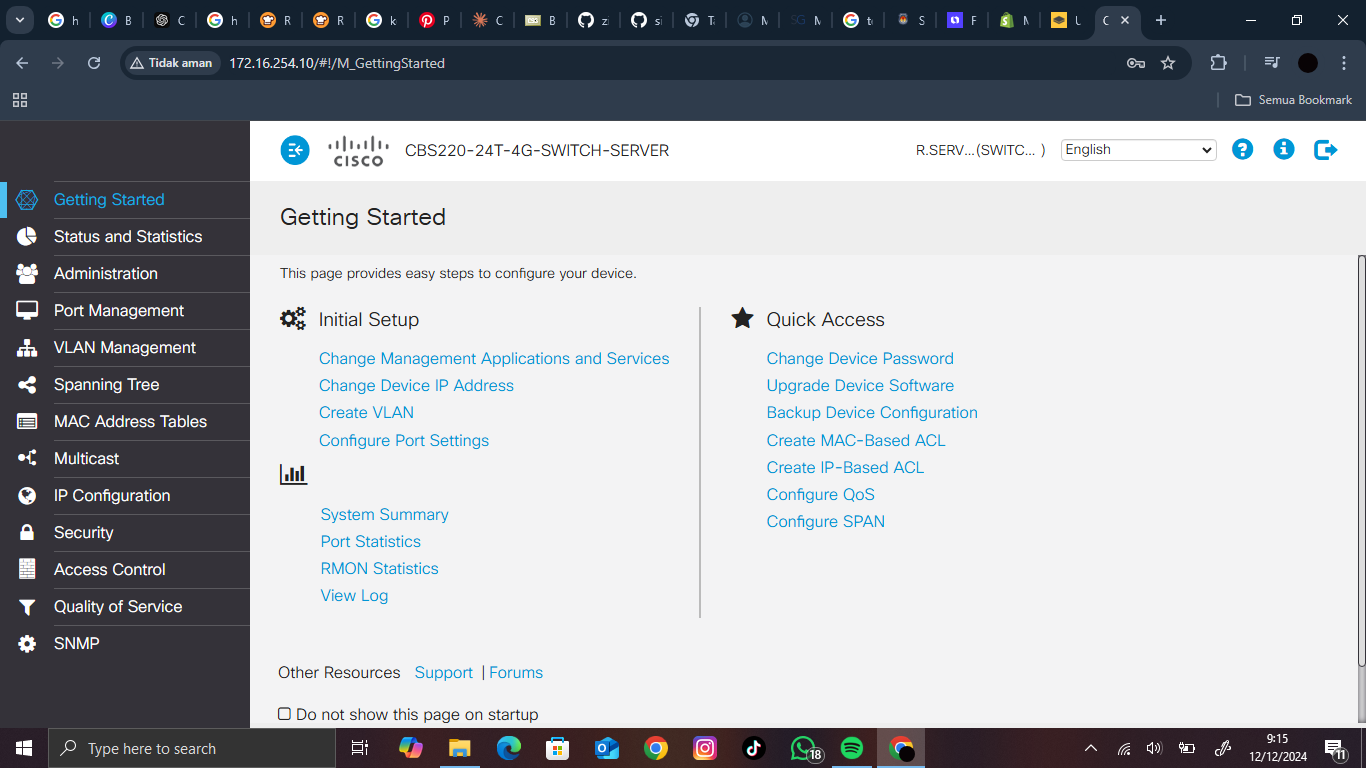 h
C
B
C
h
R
R
k
P
C
B
zi
si
T
M
SG
M
to
S
F
M
U
C
Tidak aman
172.16.254.10/#!/M_GettingStarted
Semua Bookmark
CISCO
CBS220-24T-4G-SWITCH-SERVER
R.SERV...(SWITC... )
English
Getting Started
Status and Statistics
Administration
Port Management
VLAN Management
Spanning Tree
MAC Address Tables
Multicast
IP Configuration
Security
Access Control
Quality of Service
SNMP
Getting Started
This page provides easy steps to configure your device.
Initial Setup
Change Management Applications and Services
Change Device IP Address
Create VLAN
Configure Port Settings
System Summary
Port Statistics
RMON Statistics
View Log
Quick Access
Change Device Password
Upgrade Device Software
Backup Device Configuration
Create MAC-Based ACL
Create IP-Based ACL
Configure QoS
Configure SPAN
Other Resources Support | Forums
Do not show this page on startup
Type here to search
18
9:15
12/12/2024
11